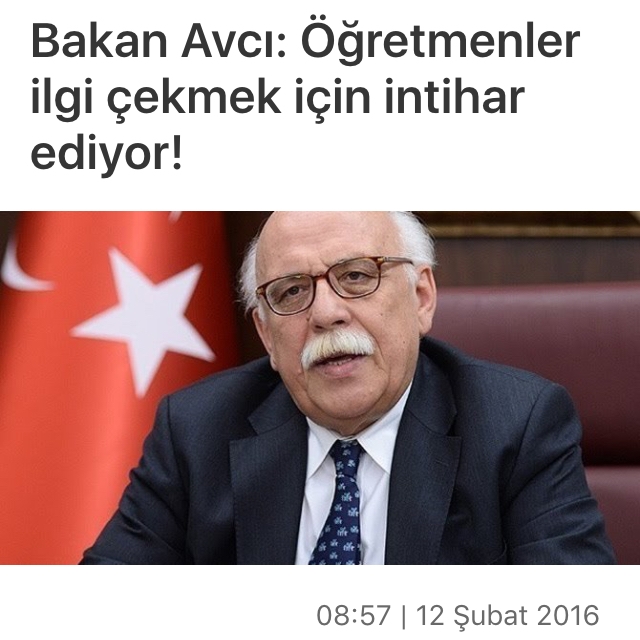 Bakan Avcı: Öğretmenler
ilgi çekmek için intihar
ediyor!
08:57 | 12 Şubat 2016